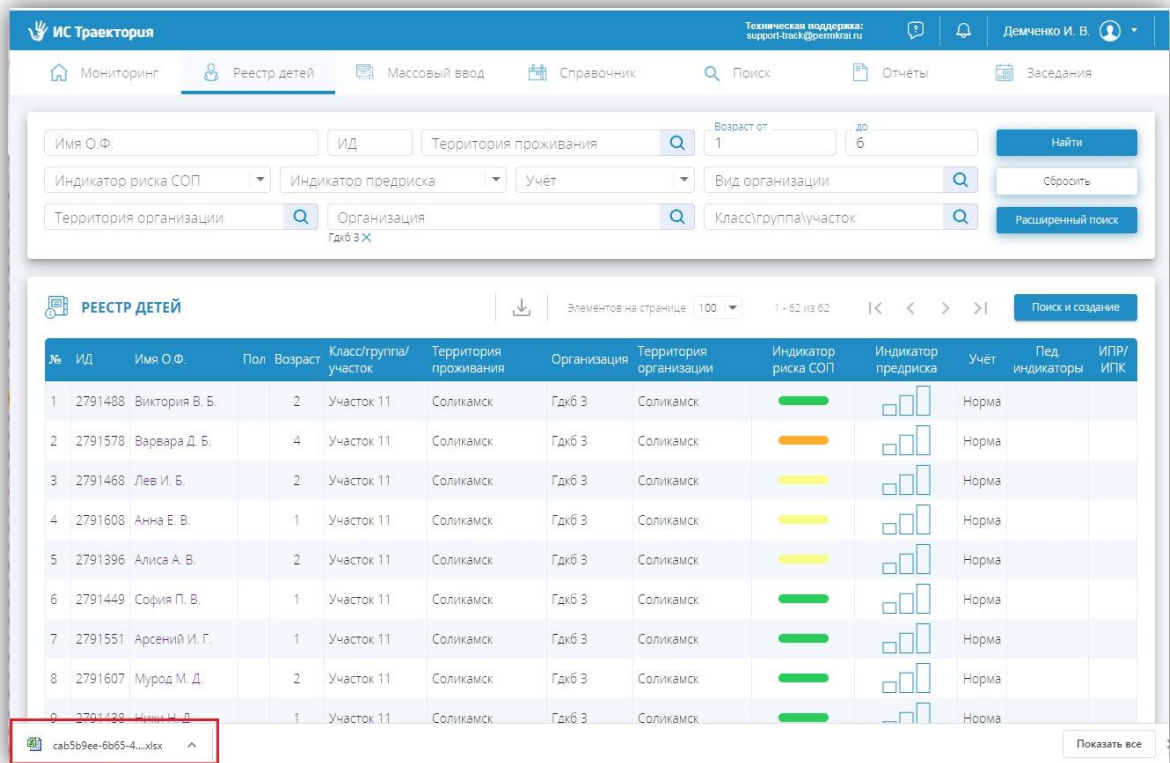 ИС Траектория
Техническая поддержка:
support-track@permkrai.ru
Демченко И. В.
Мониторинг Реестр детей Массовый ввод Справочник Поиск Отчёты Заседания
Имя О.Ф. ИД Территория проживания Возраст от 1 до 6 Найти
Индикатор риска СОП Индикатор предриска Учёт Вид организации Сбросить
Территория организации Организация Класс\группа\участок Расширенный поиск
Гдкб 3 ×
РЕЕСТР ДЕТЕЙ Элементов на странице 100 1 - 62 из 62 Поиск и создание
№ ИД Имя О.Ф. Пол Возраст Класс/группа/участок Территория проживания Организация Территория организации Индикатор риска СОП Индикатор предриска Учёт Пед. индикаторы ИПР/ИПК
1 2791488 Виктория В. Б. 2 Участок 11 Соликамск Гдкб 3 Соликамск Норма
2 2791578 Варвара Д. Б. 4 Участок 11 Соликамск Гдкб 3 Соликамск Норма
3 2791468 Лев И. Б. 2 Участок 11 Соликамск Гдкб 3 Соликамск Норма
4 2791608 Анна Е. В. 1 Участок 11 Соликамск Гдкб 3 Соликамск Норма
5 2791396 Алиса А. В. 2 Участок 11 Соликамск Гдкб 3 Соликамск Норма
6 2791449 София П. В. 1 Участок 11 Соликамск Гдкб 3 Соликамск Норма
7 2791551 Арсений И. Г. 1 Участок 11 Соликамск Гдкб 3 Соликамск Норма
8 2791607 Мурод М. Д. 2 Участок 11 Соликамск Гдкб 3 Соликамск Норма
9 2791438 Ники Н. Д. 1 Участок 11 Соликамск Гдкб 3 Соликамск Норма
cab5b9ee-6b65-4....xlsx Показать все